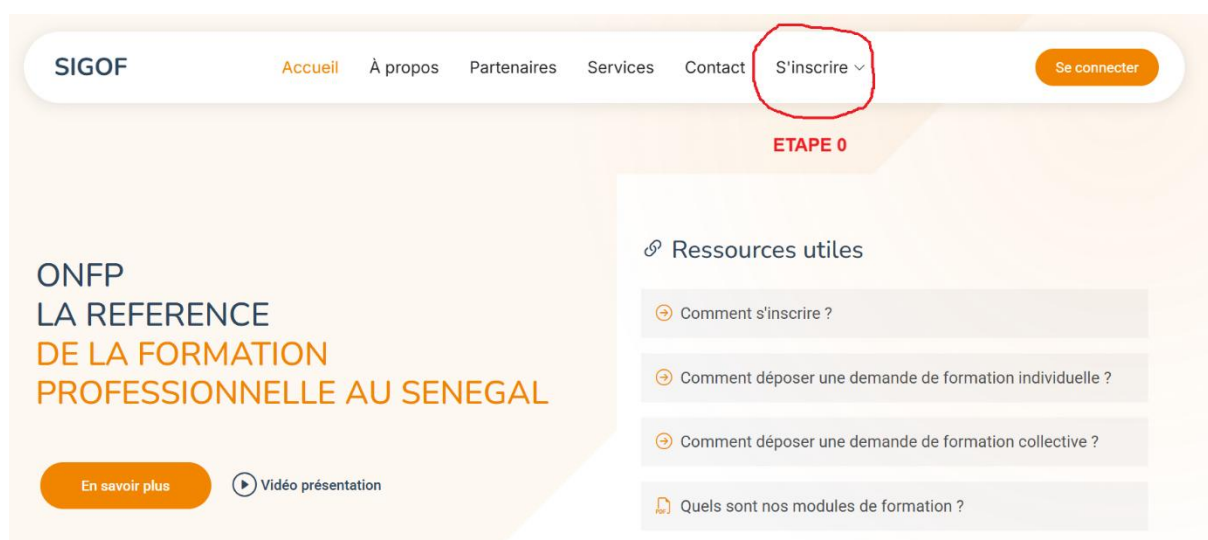 SIGOF
Accueil À propos Partenaires Services Contact S'inscrire
Se connecter
ETAPE 0
ONFP
LA REFERENCE
DE LA FORMATION
PROFESSIONNELLE AU SENEGAL
En savoir plus
Vidéo présentation
Ressources utiles
Comment s'inscrire ?
Comment déposer une demande de formation individuelle ?
Comment déposer une demande de formation collective ?
PDF
Quels sont nos modules de formation ?